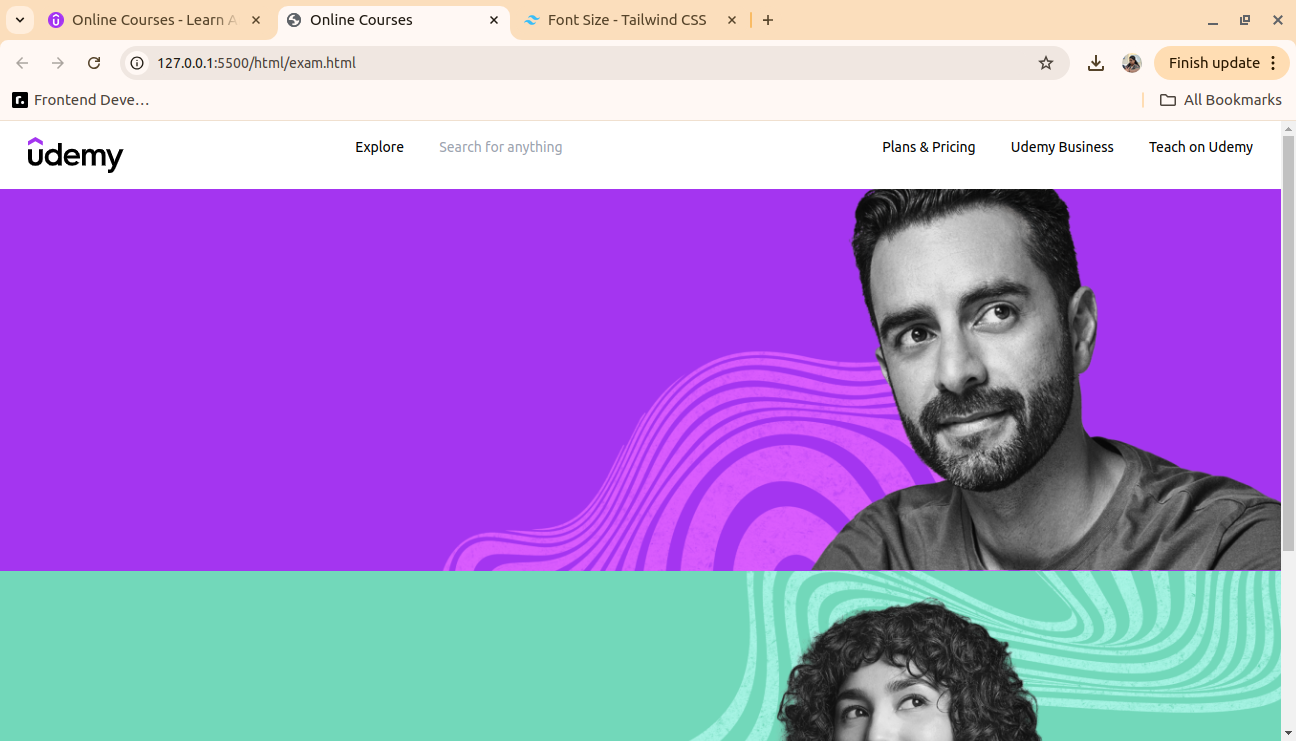 Online Courses - Learn A
Online Courses
Font Size - Tailwind CSS
127.0.0.1:5500/html/exam.html
Finish update
Frontend Deve…
All Bookmarks
udemy
Explore
Search for anything
Plans & Pricing
Udemy Business
Teach on Udemy